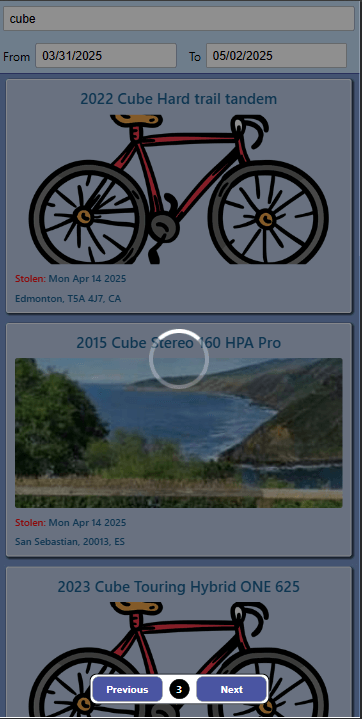 cube
From 03/31/2025 To 05/02/2025
2022 Cube Hard trail tandem
Stolen: Mon Apr 14 2025
Edmonton, T5A 4J7, CA
2015 Cube Stereo 160 HPA Pro
Stolen: Mon Apr 14 2025
San Sebastian, 20013, ES
2023 Cube Touring Hybrid ONE 625
Previous 3 Next